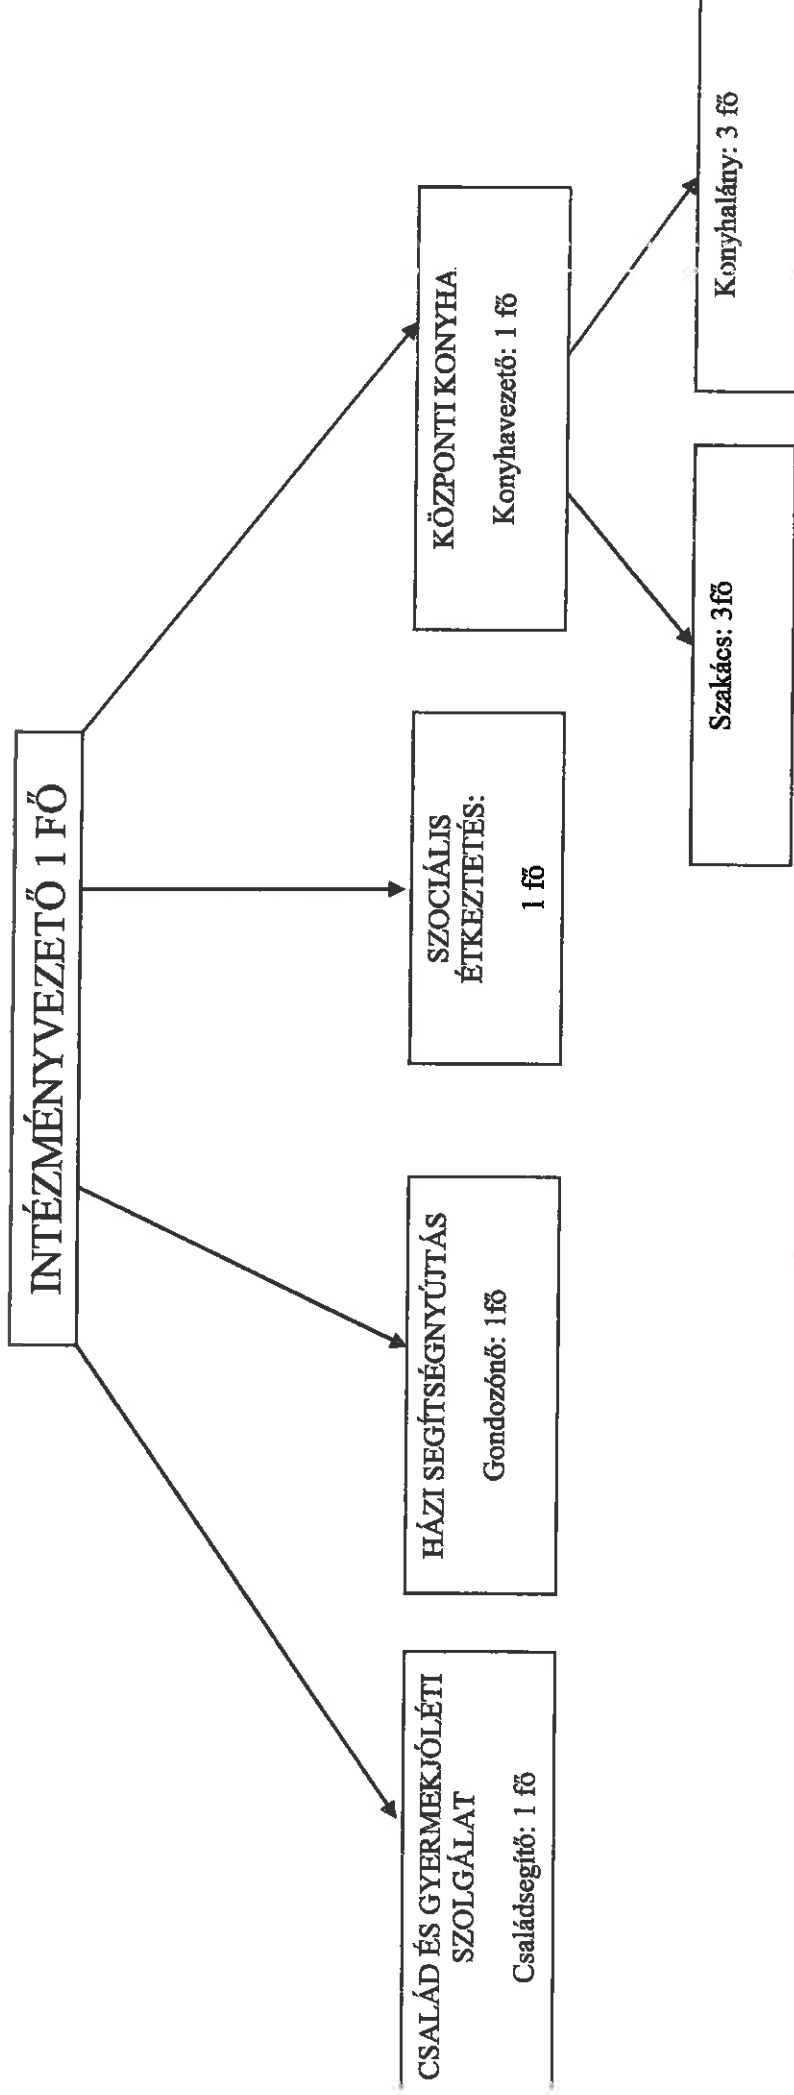 INTÉZMÉNYVEZETŐ 1 FŐ
CSALÁD ÉS GYERMEKJÓLÉTI
SZOLGÁLAT
Családsegítő: 1 fő
HÁZI SEGÍTSÉGNYÚJTÁS
Gondozónő: 1fő
SZOCIÁLIS
ÉTKEZTETÉS:
1 fő
KÖZPONTI KONYHA
Konyhavezető: 1 fő
Szakács: 3fő
Konyhalány: 3 fő